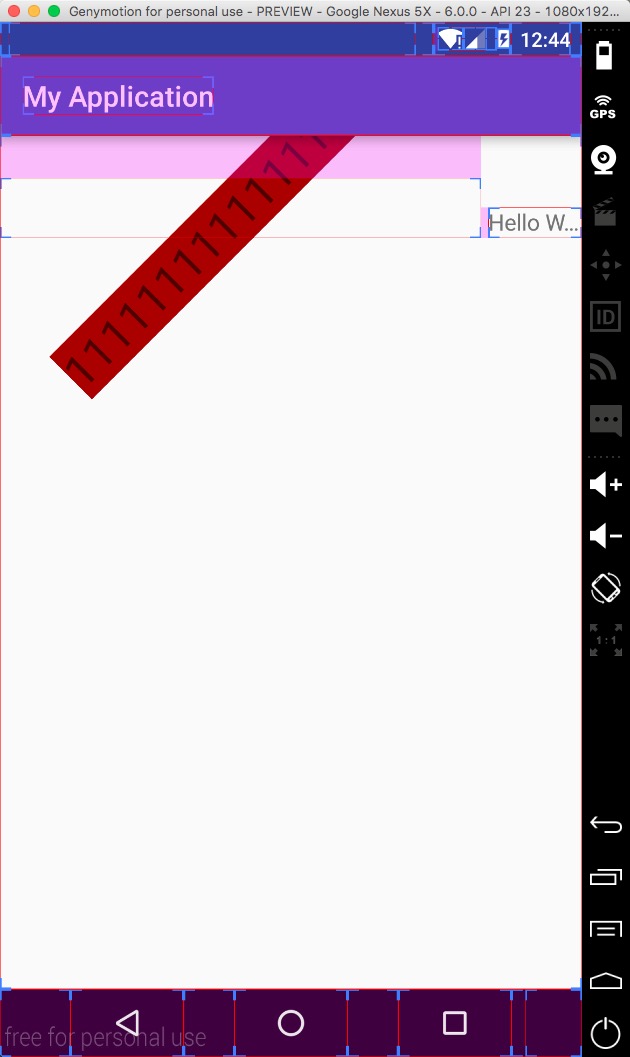 Genymotion for personal use - PREVIEW - Google Nexus 5X - 6.0.0 - API 23 - 1080x192...
12:44
My Application
GPS
Hello W...
11111111111111
ID
1:1
free for personal use